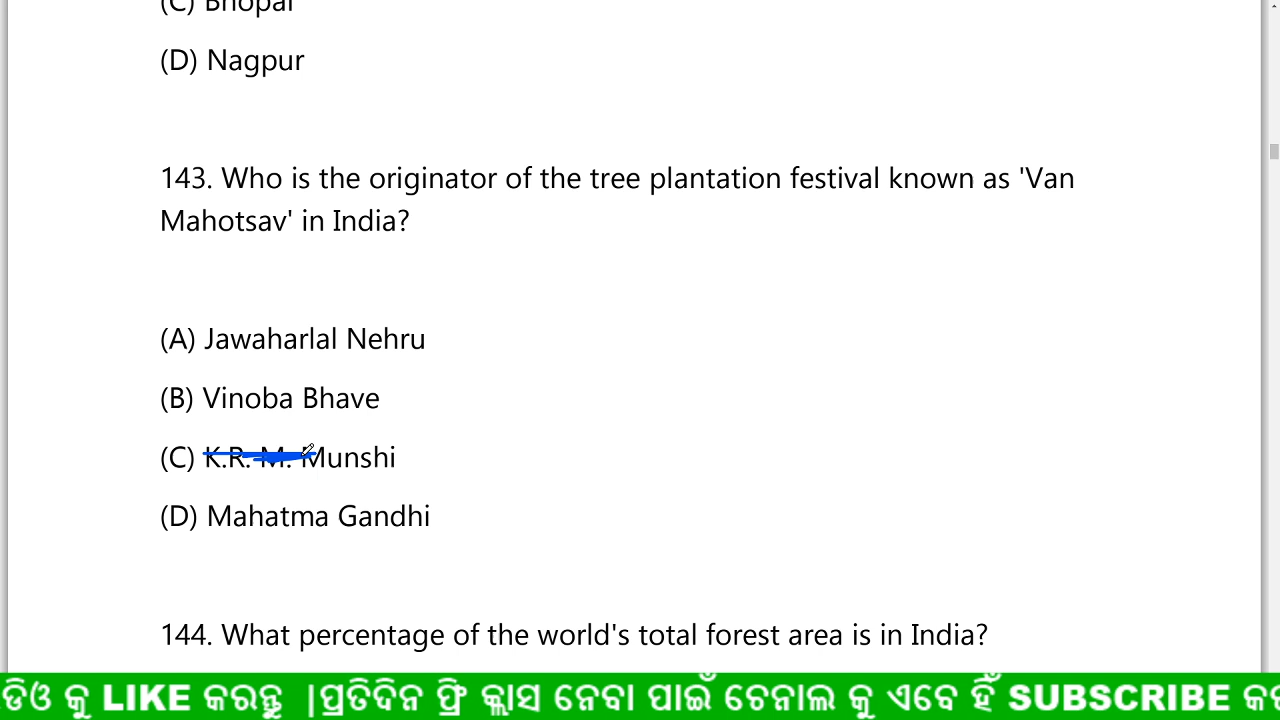 (C) Bhopal
(D) Nagpur
143. Who is the originator of the tree plantation festival known as 'Van
Mahotsav' in India?
(A) Jawaharlal Nehru
(B) Vinoba Bhave
(C) K.R. M. Munshi
(D) Mahatma Gandhi
144. What percentage of the world's total forest area is in India?
ଡିଓ କୁ LIKE କରନ୍ତୁ |ପ୍ରତିଦିନ ଫ୍ରି କ୍ଲାସ ନେବା ପାଇଁ ଚେନାଲ କୁ ଏବେ ହିଁ SUBSCRIBE